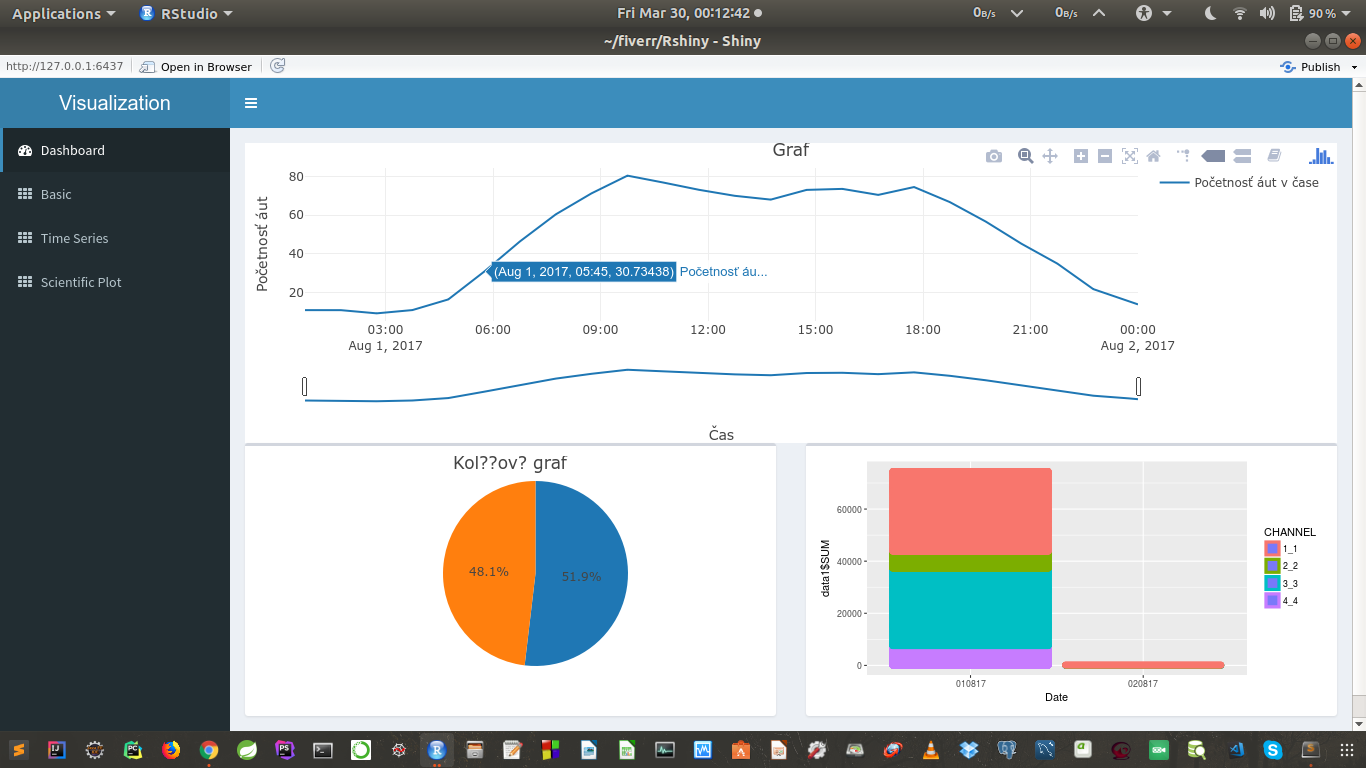 Applications RStudio Fri Mar 30, 00:12:42 0B/s 0B/s 90 %
~/fiverr/Rshiny - Shiny
http://127.0.0.1:6437 Open in Browser Publish
Visualization
Dashboard
Basic
Time Series
Scientific Plot
Graf
Početnosť áut v čase
Početnosť áut
80
60
40
20
(Aug 1, 2017, 05:45, 30.73438) Početnosť áu...
03:00 06:00 09:00 12:00 15:00 18:00 21:00 00:00
Aug 1, 2017 Aug 2, 2017
Čas
Kol??ov? graf
48.1% 51.9%
data1$SUM
60000
40000
20000
0
010817 020817
Date
CHANNEL
1_1
2_2
3_3
4_4